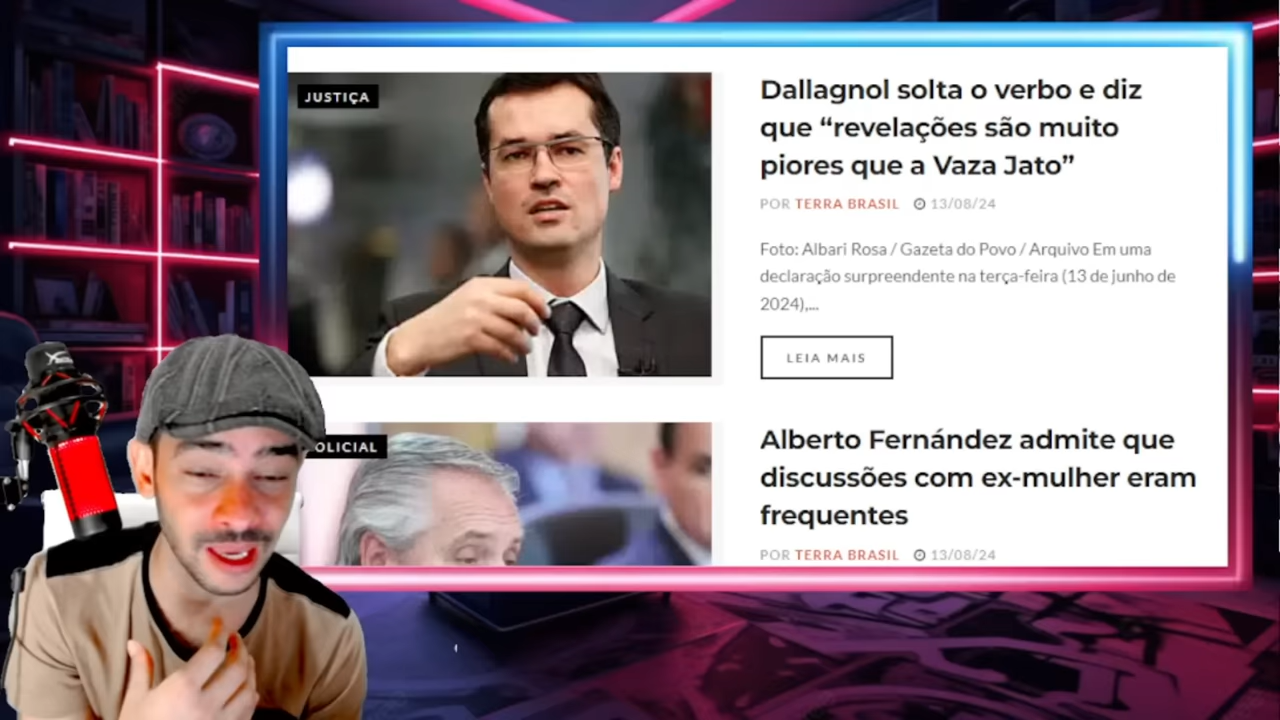 JUSTIÇA
Dallagnol solta o verbo e diz
que “revelações são muito
piores que a Vaza Jato”
POR TERRA BRASIL 13/08/24
Foto: Albari Rosa / Gazeta do Povo / Arquivo Em uma
declaração surpreendente na terça-feira (13 de junho de
2024),...
LEIA MAIS
OLICIAL
Alberto Fernández admite que
discussões com ex-mulher eram
frequentes
POR TERRA BRASIL 13/08/24